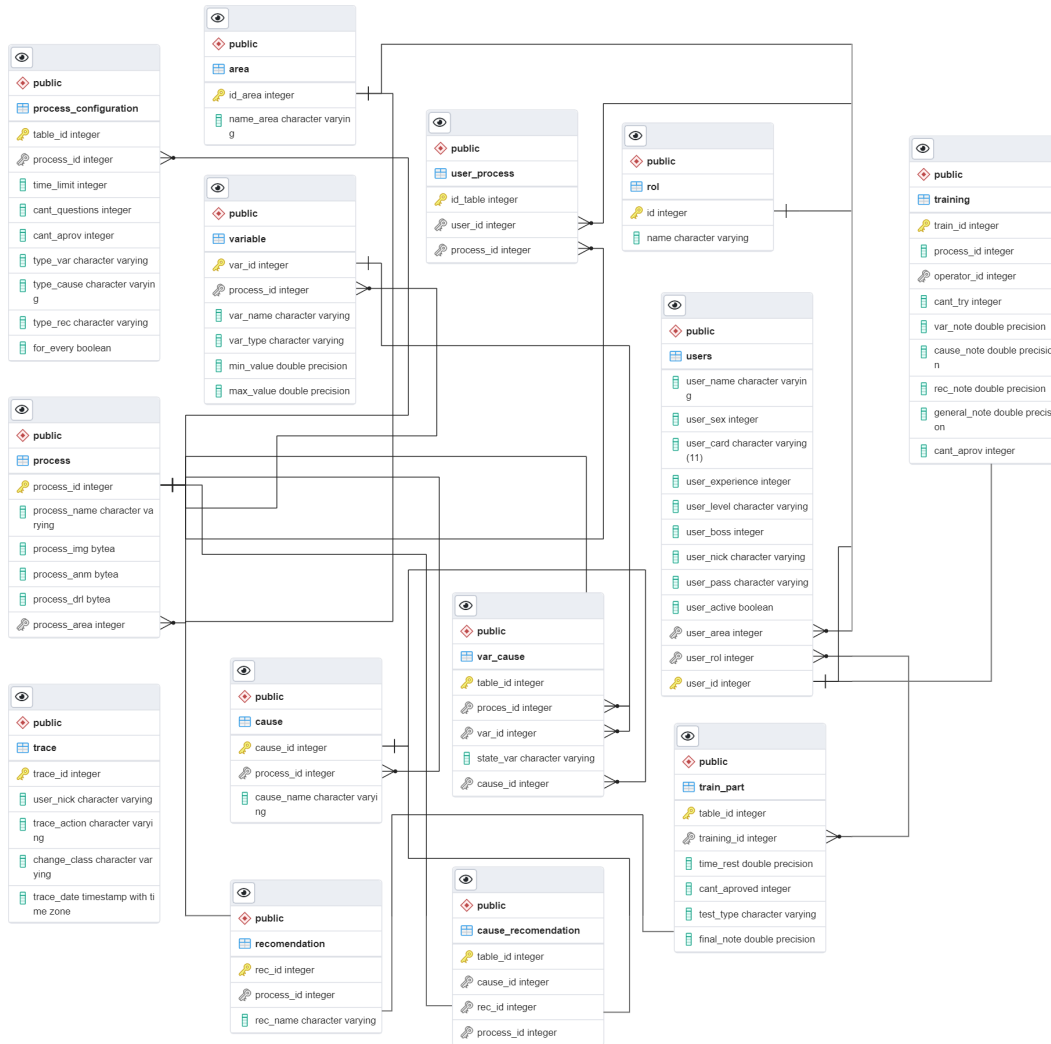 public
process_configuration
table_id integer
process_id integer
time_limit integer
cant_questions integer
cant_aprov integer
type_var character varying
type_cause character varyin
g
type_rec character varying
for_every boolean
public
area
id_area integer
name_area character varyin
g
public
variable
var_id integer
process_id integer
var_name character varying
var_type character varying
min_value double precision
max_value double precision
public
user_process
id_table integer
user_id integer
process_id integer
public
rol
id integer
name character varying
public
training
train_id integer
process_id integer
operator_id integer
cant_try integer
var_note double precision
cause_note double precisio
n
rec_note double precision
general_note double precis
on
cant_aprov integer
public
users
user_name character varyin
g
user_sex integer
user_card character varying
(11)
user_experience integer
user_level character varying
user_boss integer
user_nick character varying
user_pass character varying
user_active boolean
user_area integer
user_rol integer
user_id integer
public
process
process_id integer
process_name character va
rying
process_img bytea
process_anm bytea
process_drl bytea
process_area integer
public
trace
trace_id integer
user_nick character varying
trace_action character varyi
ng
change_class character var
ying
trace_date timestamp with ti
me zone
public
cause
cause_id integer
process_id integer
cause_name character varyi
ng
public
var_cause
table_id integer
proces_id integer
var_id integer
state_var character varying
cause_id integer
public
train_part
table_id integer
training_id integer
time_rest double precision
cant_aproved integer
test_type character varying
final_note double precision
public
recomendation
rec_id integer
process_id integer
rec_name character varying
public
cause_recomendation
table_id integer
cause_id integer
rec_id integer
process_id integer